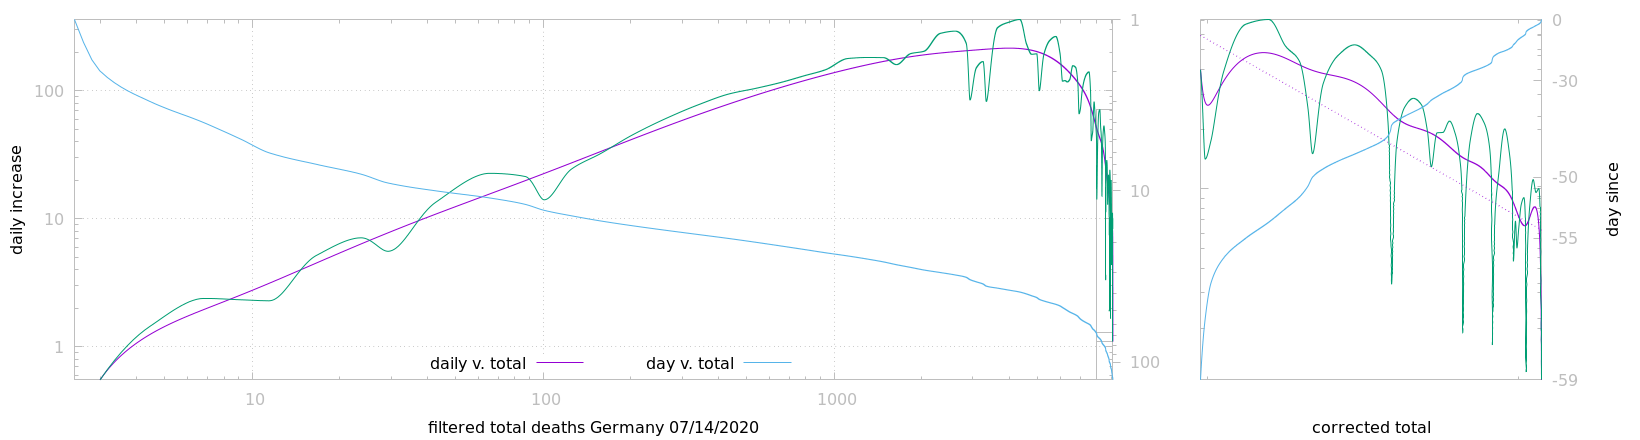 daily increase
100
10
1
10
100
1000
daily v. total
day v. total
filtered total deaths Germany 07/14/2020
1
10
100
0
-30
-50
-55
-59
day since
corrected total